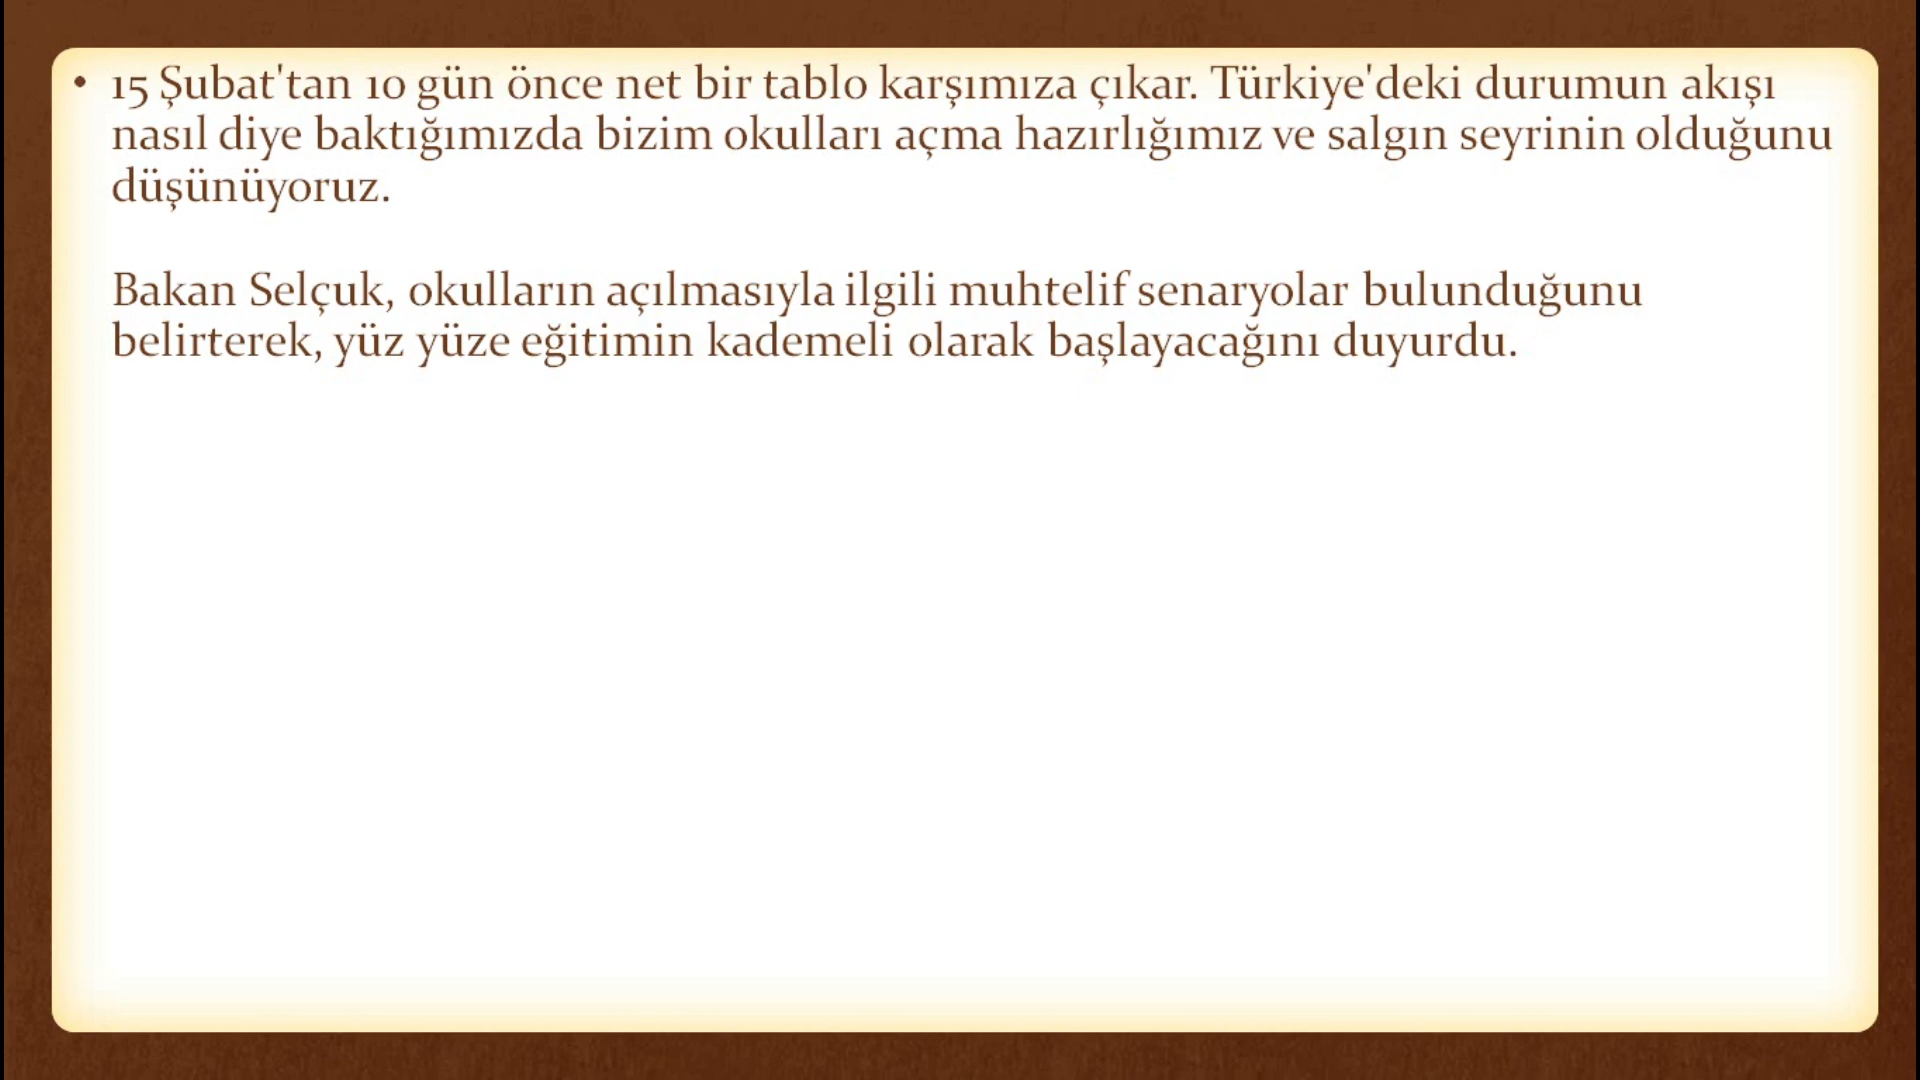 • 15 Şubat'tan 10 gün önce net bir tablo karşımıza çıkar. Türkiye'deki durumun akışı
nasıl diye baktığımızda bizim okulları açma hazırlığımız ve salgın seyrinin olduğunu
düşünüyoruz.
Bakan Selçuk, okulların açılmasıyla ilgili muhtelif senaryolar bulunduğunu
belirterek, yüz yüze eğitimin kademeli olarak başlayacağını duyurdu.